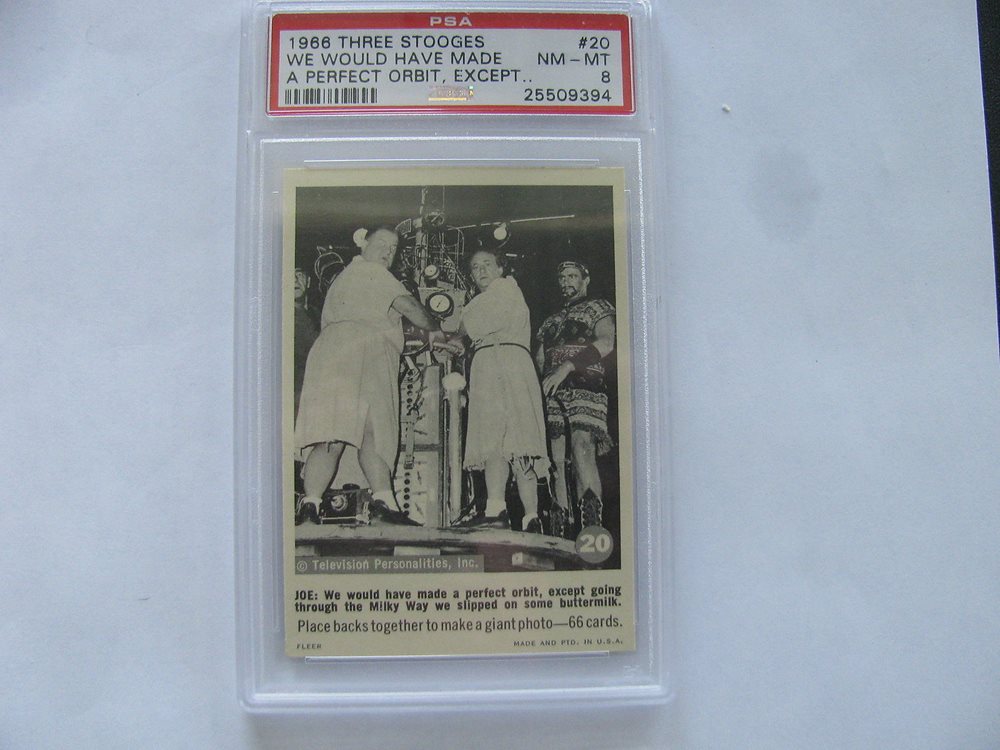 PSA
1966 THREE STOOGES #20
WE WOULD HAVE MADE NM - MT
A PERFECT ORBIT, EXCEPT.. 8
25509394
20
© Television Personalities, Inc.
JOE: We would have made a perfect orbit, except going
through the Milky Way we slipped on some buttermilk.
Place backs together to make a giant photo—66 cards.
FLEER MADE AND PTD. IN U.S.A.